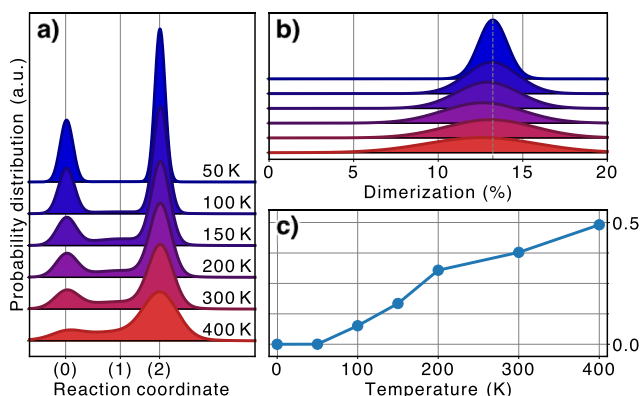 a)
Probability distribution (a.u.)
50 K
100 K
150 K
200 K
300 K
400 K
(0) (1) (2)
Reaction coordinate
b)
0 5 10 15 20
Dimerization (%)
c)
0.5
0.0
0 100 200 300 400
Temperature (K)